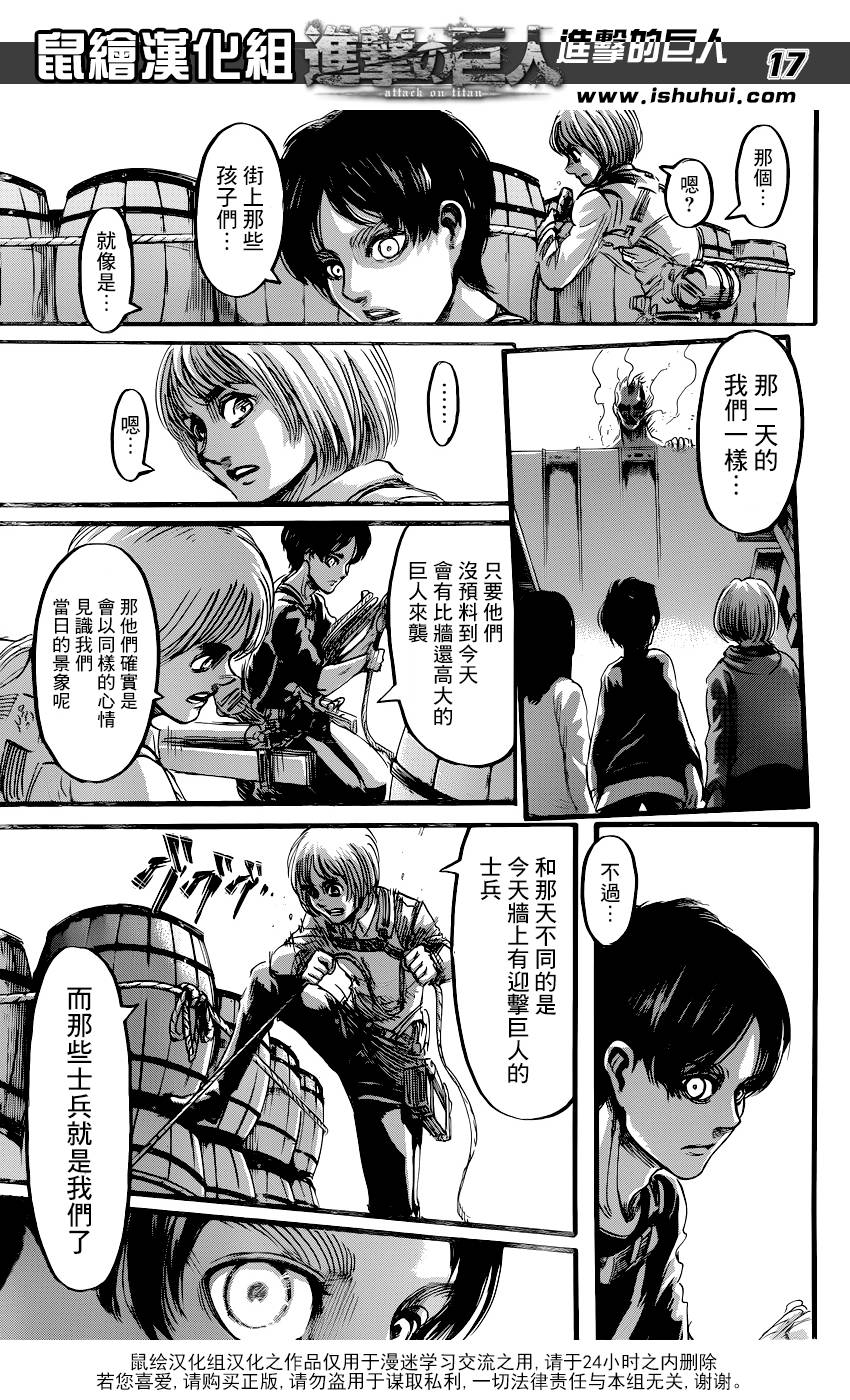 鼠繪漢化組
進撃の巨人
attack on titan
進擊的巨人
17
www.ishuhui.com
那個…
嗯?
街上那些
孩子們…
就像是…
那一天的
我們一樣…
……
嗯…
只要他們
沒預料到今天
會有比牆還高大的
巨人來襲
那他們確實是
會以同樣的心情
見識我們
當日的景象呢
不過…
和那天不同的是
今天牆上有迎擊巨人的
士兵
グググ
而那些士兵就是我們了
鼠绘汉化组汉化之作品仅用于漫迷学习交流之用, 请于24小时之内删除
若您喜爱, 请购买正版, 请勿盗用于谋取私利, 一切法律责任与本组无关, 谢谢.